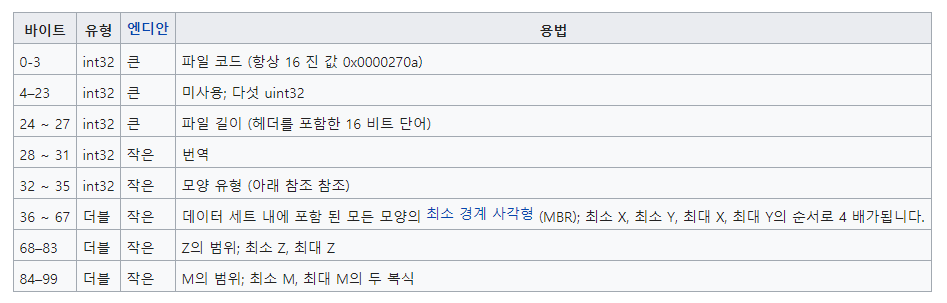 바이트 유형 엔디안 용법
0-3 int32 큰 파일 코드 (항상 16 진 값 0x0000270a)
4–23 int32 큰 미사용; 다섯 uint32
24 ~ 27 int32 큰 파일 길이 (헤더를 포함한 16 비트 단어)
28 ~ 31 int32 작은 번역
32 ~ 35 int32 작은 모양 유형 (아래 참조 참조)
36 ~ 67 더블 작은 데이터 세트 내에 포함 된 모든 모양의 최소 경계 사각형 (MBR); 최소 X, 최소 Y, 최대 X, 최대 Y의 순서로 4 배가됩니다.
68–83 더블 작은 Z의 범위; 최소 Z, 최대 Z
84–99 더블 작은 M의 범위; 최소 M, 최대 M의 두 복식